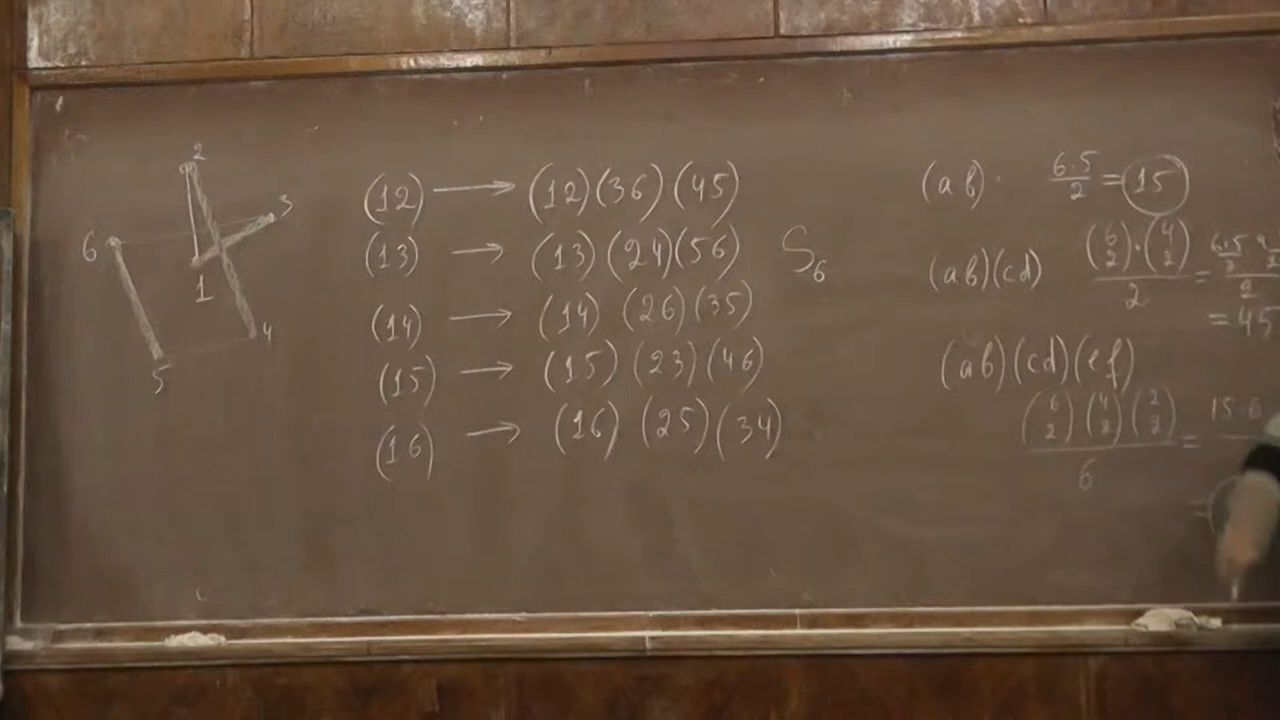 2
3
6
1
4
5
(12) → (12)(36)(45)
(13) → (13)(24)(56)
(14) → (14) (26)(35)
(15) → (15) (23)(46)
(16) → (16) (25)(34)
S₆
(ab). 6·5/2 = 15
(ab)(cd) (6 2)·(4 2)/2 =
= 45
(ab)(cd)(ef)
(6 2)(4 2)(2 2)/6 = 15·6
=